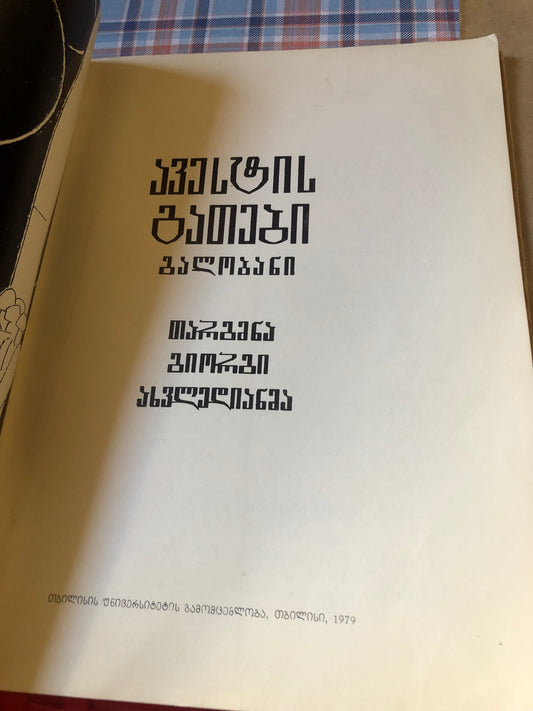 ავესტის
გათები
გალობანი
თარგმნა
გიორგი
ახვლედიანმა
თბილისის უნივერსიტეტის გამომცემლობა, თბილისი, 1979